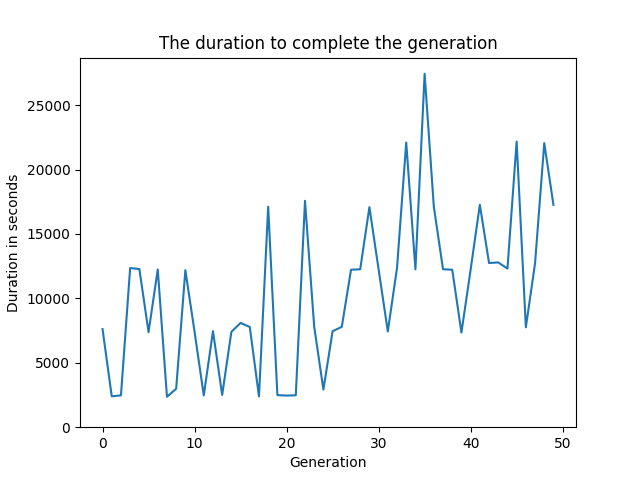 The duration to complete the generation
25000
20000
15000
10000
5000
0
Duration in seconds
0 10 20 30 40 50
Generation